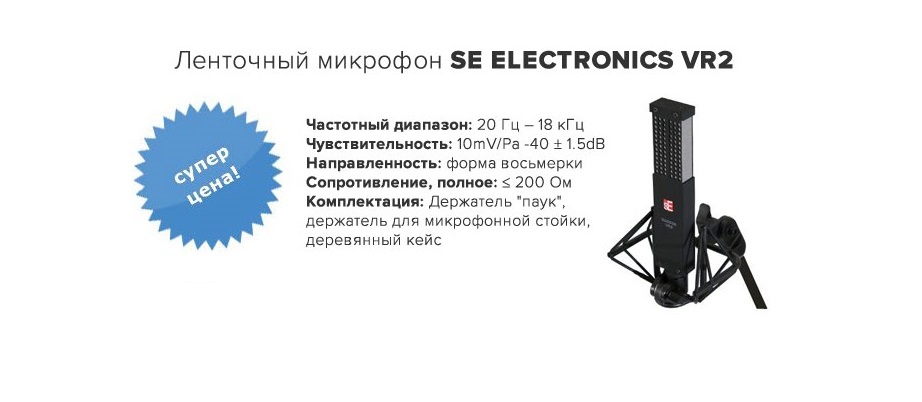 Ленточный микрофон SE ELECTRONICS VR2
супер
цена!
Частотный диапазон: 20 Гц – 18 кГц
Чувствительность: 10mV/Pa -40 ± 1.5dB
Направленность: форма восьмерки
Сопротивление, полное: ≤ 200 Ом
Комплектация: Держатель "паук",
держатель для микрофонной стойки,
деревянный кейс
sE